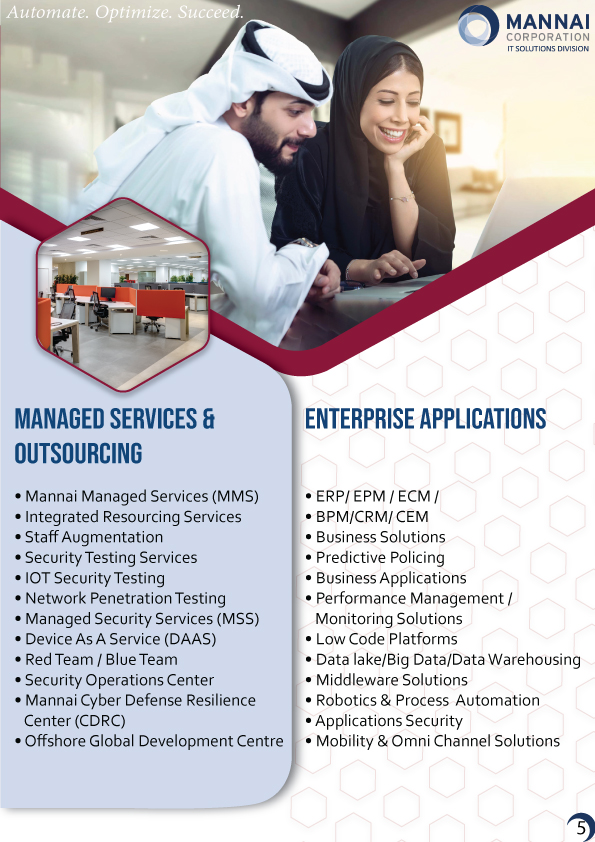 Automate. Optimize. Succeed.
MANNAI
CORPORATION
IT SOLUTIONS DIVISION
MANAGED SERVICES &
OUTSOURCING
• Mannai Managed Services (MMS)
• Integrated Resourcing Services
• Staff Augmentation
• Security Testing Services
• IOT Security Testing
• Network Penetration Testing
• Managed Security Services (MSS)
• Device As A Service (DAAS)
• Red Team / Blue Team
• Security Operations Center
• Mannai Cyber Defense Resilience
Center (CDRC)
• Offshore Global Development Centre
ENTERPRISE APPLICATIONS
• ERP/ EPM / ECM /
• BPM/CRM/ CEM
• Business Solutions
• Predictive Policing
• Business Applications
• Performance Management /
Monitoring Solutions
• Low Code Platforms
• Data lake/Big Data/Data Warehousing
• Middleware Solutions
• Robotics & Process Automation
• Applications Security
• Mobility & Omni Channel Solutions
5